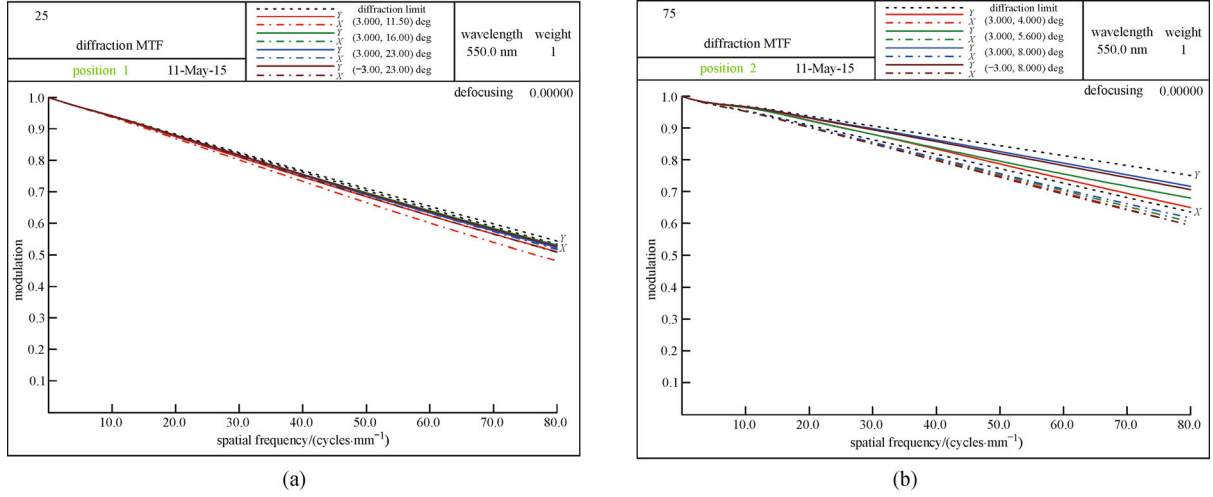 25
diffraction MTF
position 1 11-May-15
diffraction limit
Y
X (3.000, 11.50) deg
Y
X (3.000, 16.00) deg
Y
X (3.000, 23.00) deg
Y
X (−3.00, 23.00) deg
wavelength weight
550.0 nm 1
defocusing 0.00000
1.0
0.9
0.8
0.7
0.6
0.5
0.4
0.3
0.2
0.1
modulation
Y
X
10.0 20.0 30.0 40.0 50.0 60.0 70.0 80.0
spatial frequency/(cycles·mm⁻¹)
(a)
75
diffraction MTF
position 2 11-May-15
diffraction limit
Y
X (3.000, 4.000) deg
Y
X (3.000, 5.600) deg
Y
X (3.000, 8.000) deg
Y
X (−3.00, 8.000) deg
wavelength weight
550.0 nm 1
defocusing 0.00000
1.0
0.9
0.8
0.7
0.6
0.5
0.4
0.3
0.2
0.1
modulation
Y
X
10.0 20.0 30.0 40.0 50.0 60.0 70.0 80.0
spatial frequency/(cycles·mm⁻¹)
(b)